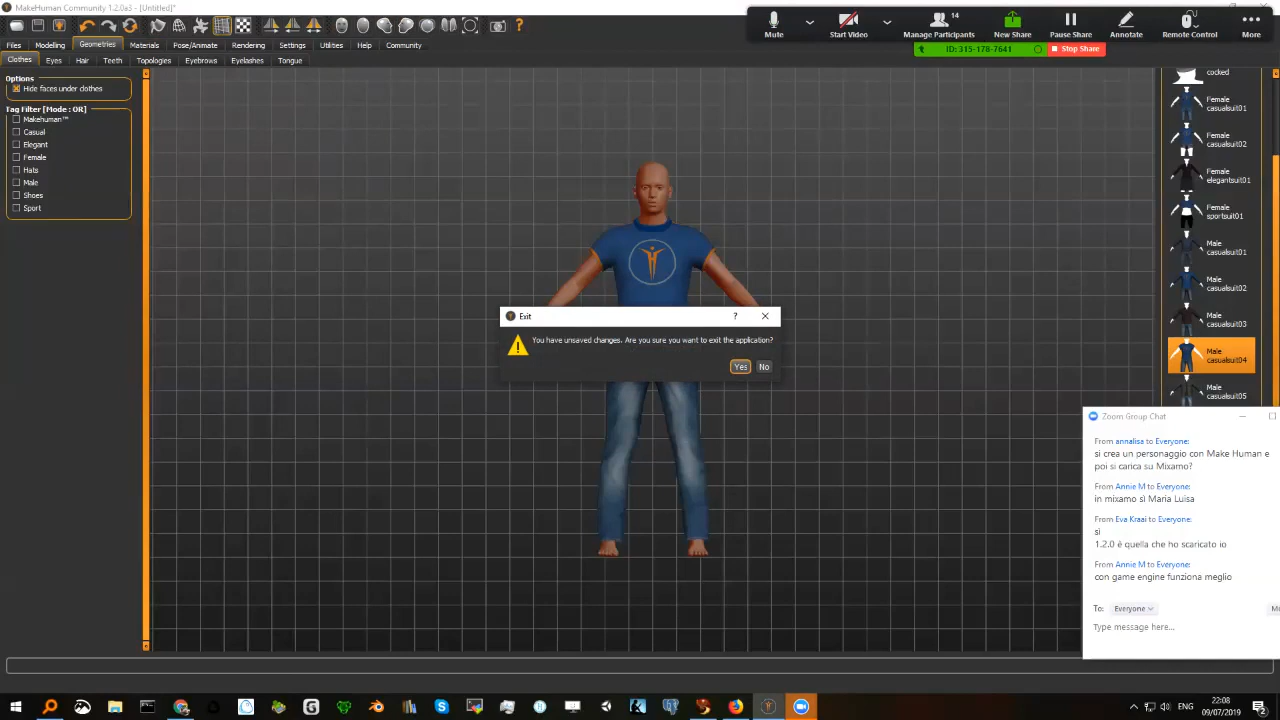 MakeHuman Community 1.2.0a3 - [Untitled]*
Mute
Start Video
14
Manage Participants
New Share
Pause Share
Annotate
Remote Control
More
ID: 315-178-7641
Stop Share
Files
Modelling
Geometries
Materials
Pose/Animate
Rendering
Settings
Utilities
Help
Community
Clothes
Eyes
Hair
Teeth
Topologies
Eyebrows
Eyelashes
Tongue
Options
Hide faces under clothes
Tag Filter [Mode : OR]
Makehuman™
Casual
Elegant
Female
Hats
Male
Shoes
Sport
cocked
Female
casualsuit01
Female
casualsuit02
Female
elegantsuit01
Female
sportsuit01
Male
casualsuit01
Male
casualsuit02
Male
casualsuit03
Male
casualsuit04
Male
casualsuit05
Exit
?
You have unsaved changes. Are you sure you want to exit the application?
Yes
No
Zoom Group Chat
From annalisa to Everyone:
si crea un personaggio con Make Human e
poi si carica su Mixamo?
From Annie M to Everyone:
in mixamo sì Maria Luisa
From Eva Kraai to Everyone:
sì
1.2.0 è quella che ho scaricato io
From Annie M to Everyone:
con game engine funziona meglio
To:
Everyone
Type message here...
ENG
22:08
09/07/2019
2